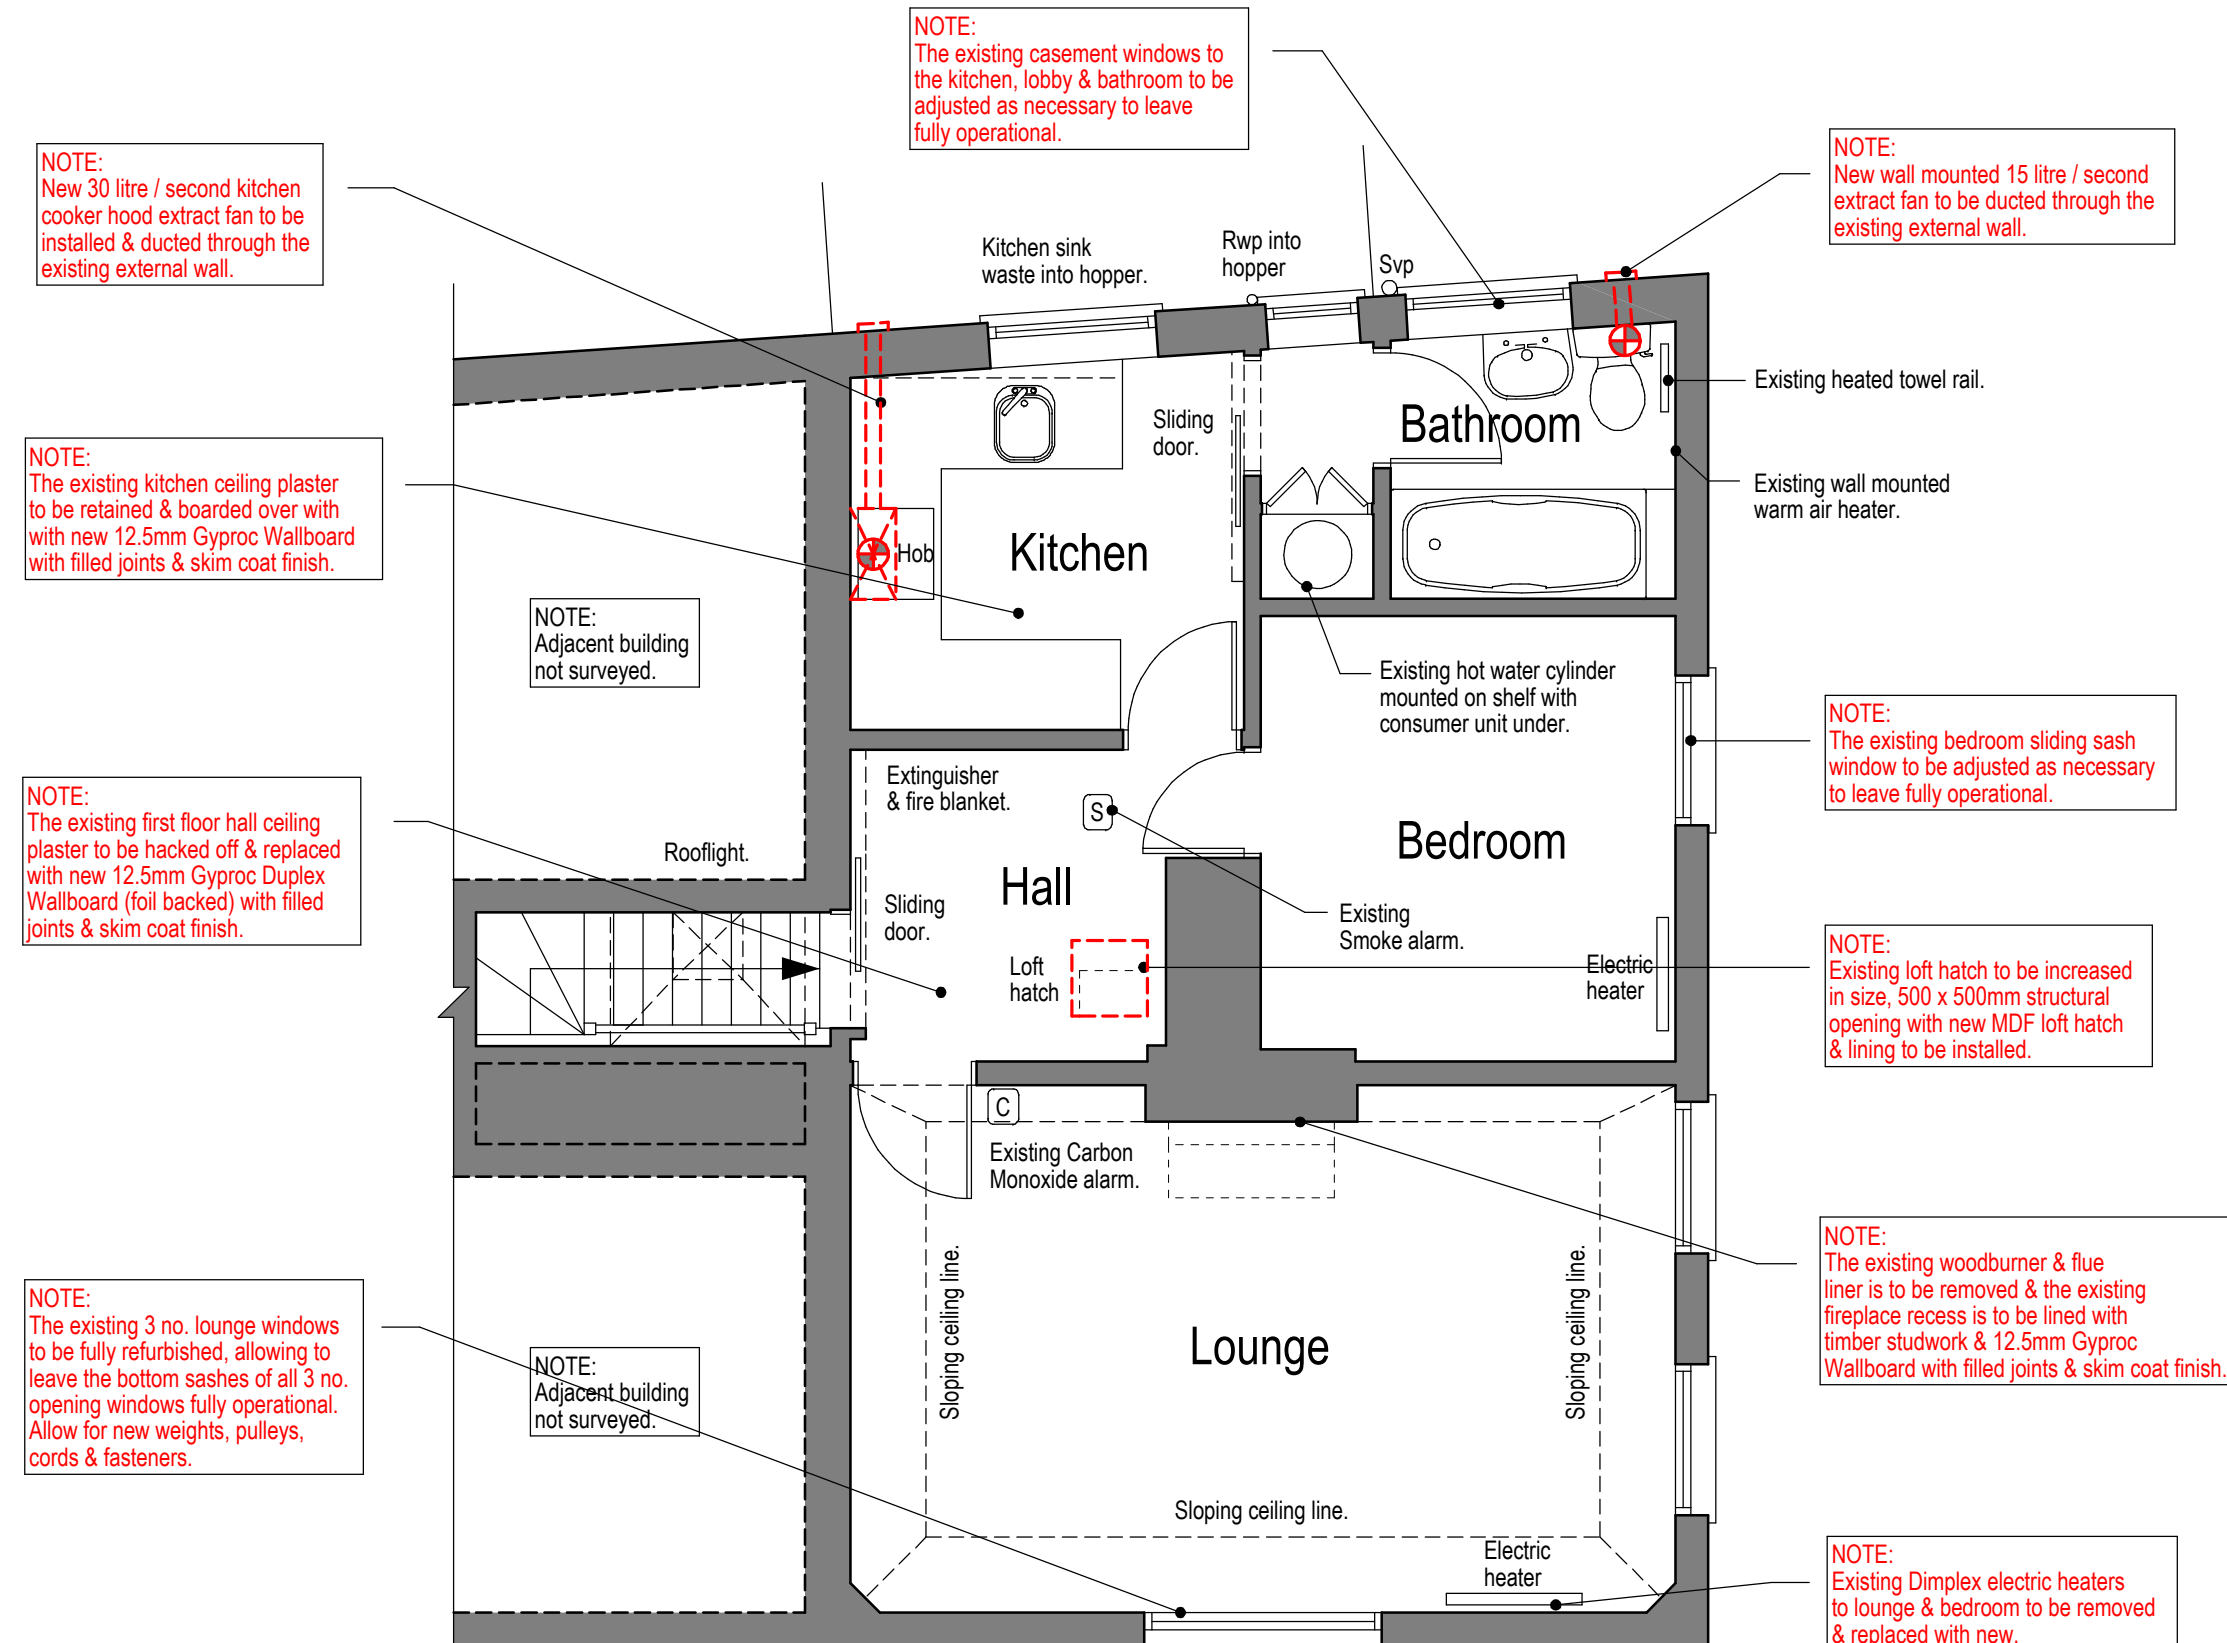 NOTE:
The existing casement windows to
the kitchen, lobby & bathroom to be
adjusted as necessary to leave
fully operational.
NOTE:
New 30 litre / second kitchen
cooker hood extract fan to be
installed & ducted through the
existing external wall.
NOTE:
New wall mounted 15 litre / second
extract fan to be ducted through the
existing external wall.
Kitchen sink
waste into hopper.
Rwp into
hopper
Svp
Existing heated towel rail.
Sliding
door.
Bathroom
NOTE:
The existing kitchen ceiling plaster
to be retained & boarded over with
with new 12.5mm Gyproc Wallboard
with filled joints & skim coat finish.
Existing wall mounted
warm air heater.
Hob
Kitchen
NOTE:
Adjacent building
not surveyed.
Existing hot water cylinder
mounted on shelf with
consumer unit under.
NOTE:
The existing bedroom sliding sash
window to be adjusted as necessary
to leave fully operational.
NOTE:
The existing first floor hall ceiling
plaster to be hacked off & replaced
with new 12.5mm Gyproc Duplex
Wallboard (foil backed) with filled
joints & skim coat finish.
Extinguisher
& fire blanket.
S
Rooflight.
Bedroom
Hall
Sliding
door.
Existing
Smoke alarm.
Loft
hatch
Electric
heater
NOTE:
Existing loft hatch to be increased
in size, 500 x 500mm structural
opening with new MDF loft hatch
& lining to be installed.
C
Existing Carbon
Monoxide alarm.
NOTE:
The existing woodburner & flue
liner is to be removed & the existing
fireplace recess is to be lined with
timber studwork & 12.5mm Gyproc
Wallboard with filled joints & skim coat finish.
Sloping ceiling line.
Lounge
Sloping ceiling line.
NOTE:
The existing 3 no. lounge windows
to be fully refurbished, allowing to
leave the bottom sashes of all 3 no.
opening windows fully operational.
Allow for new weights, pulleys,
cords & fasteners.
NOTE:
Adjacent building
not surveyed.
Sloping ceiling line.
Electric
heater
NOTE:
Existing Dimplex electric heaters
to lounge & bedroom to be removed
& replaced with new.